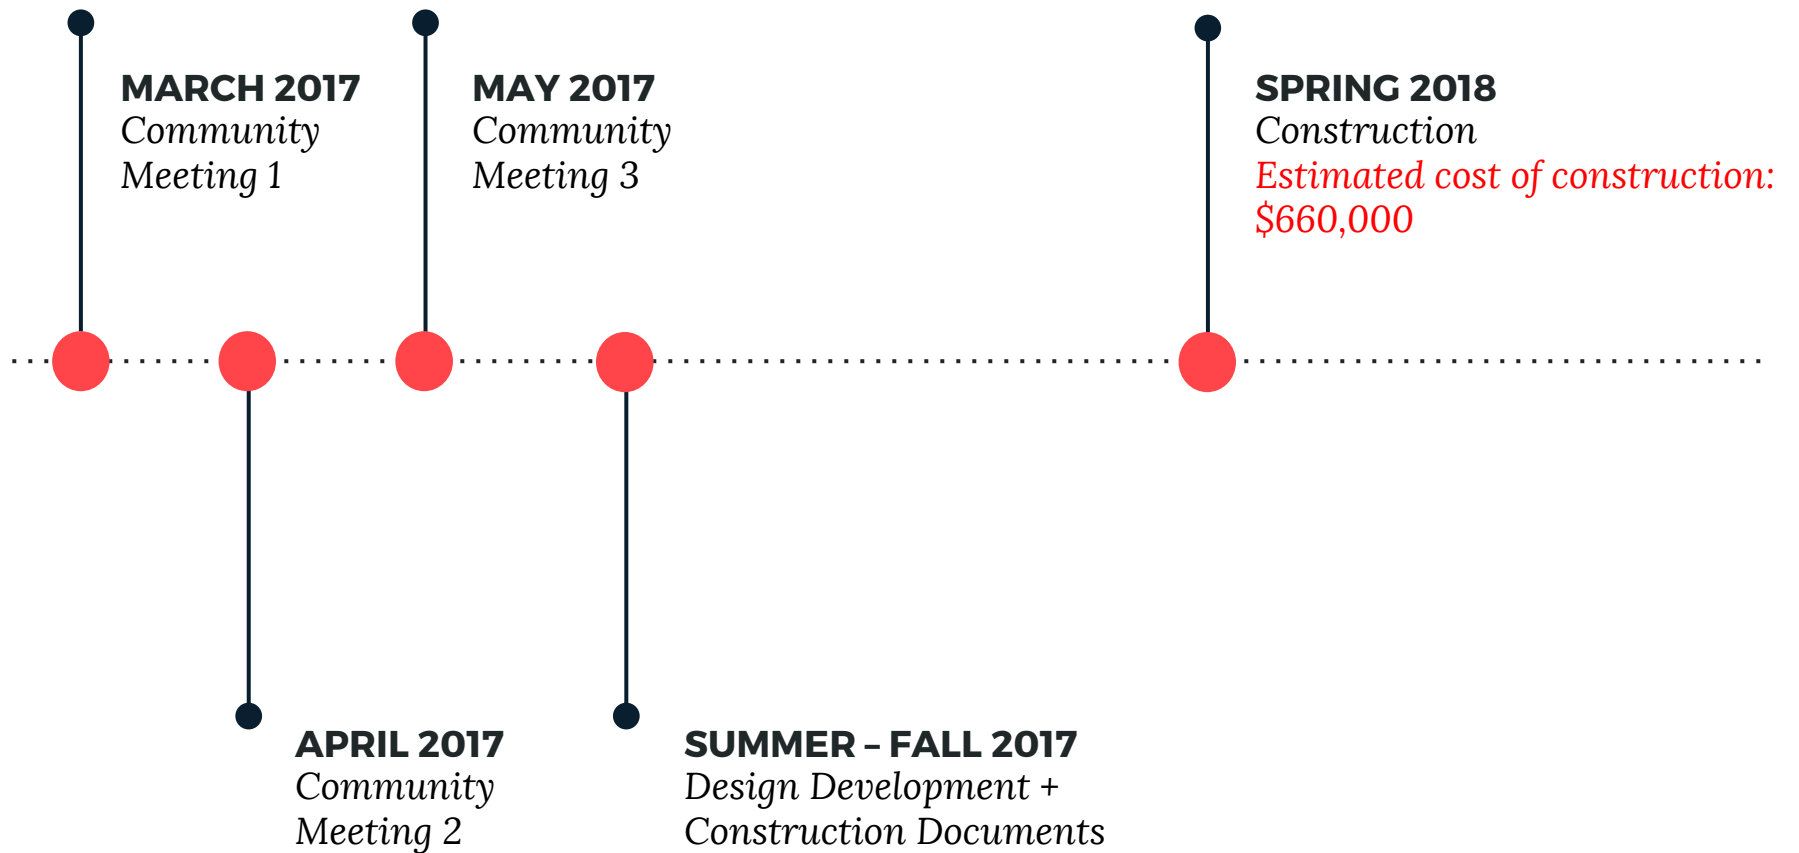 MARCH 2017
Community
Meeting 1
MAY 2017
Community
Meeting 3
SPRING 2018
Construction
Estimated cost of construction:
$660,000
APRIL 2017
Community
Meeting 2
SUMMER – FALL 2017
Design Development +
Construction Documents